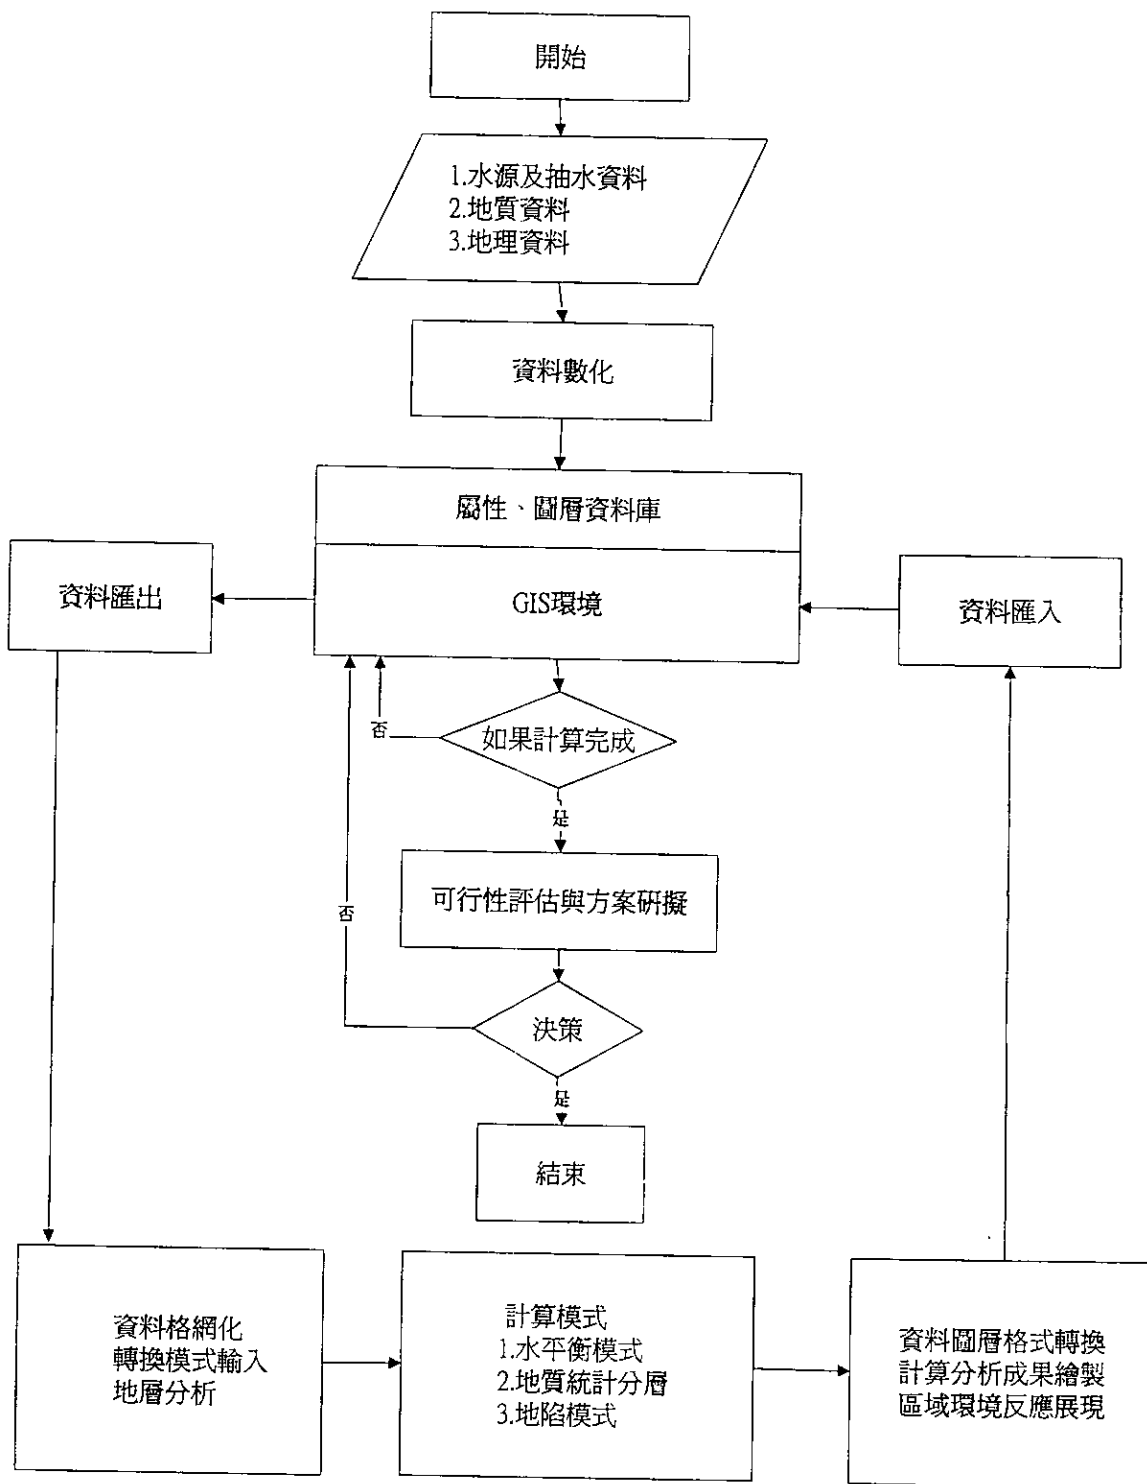 開始
1.水源及抽水資料
2.地質資料
3.地理資料
資料數化
屬性、圖層資料庫
GIS環境
資料匯出
資料匯入
如果計算完成
否
是
可行性評估與方案研擬
否
決策
是
結束
資料格網化
轉換模式輸入
地層分析
計算模式
1.水平衡模式
2.地質統計分層
3.地陷模式
資料圖層格式轉換
計算分析成果繪製
區域環境反應展現